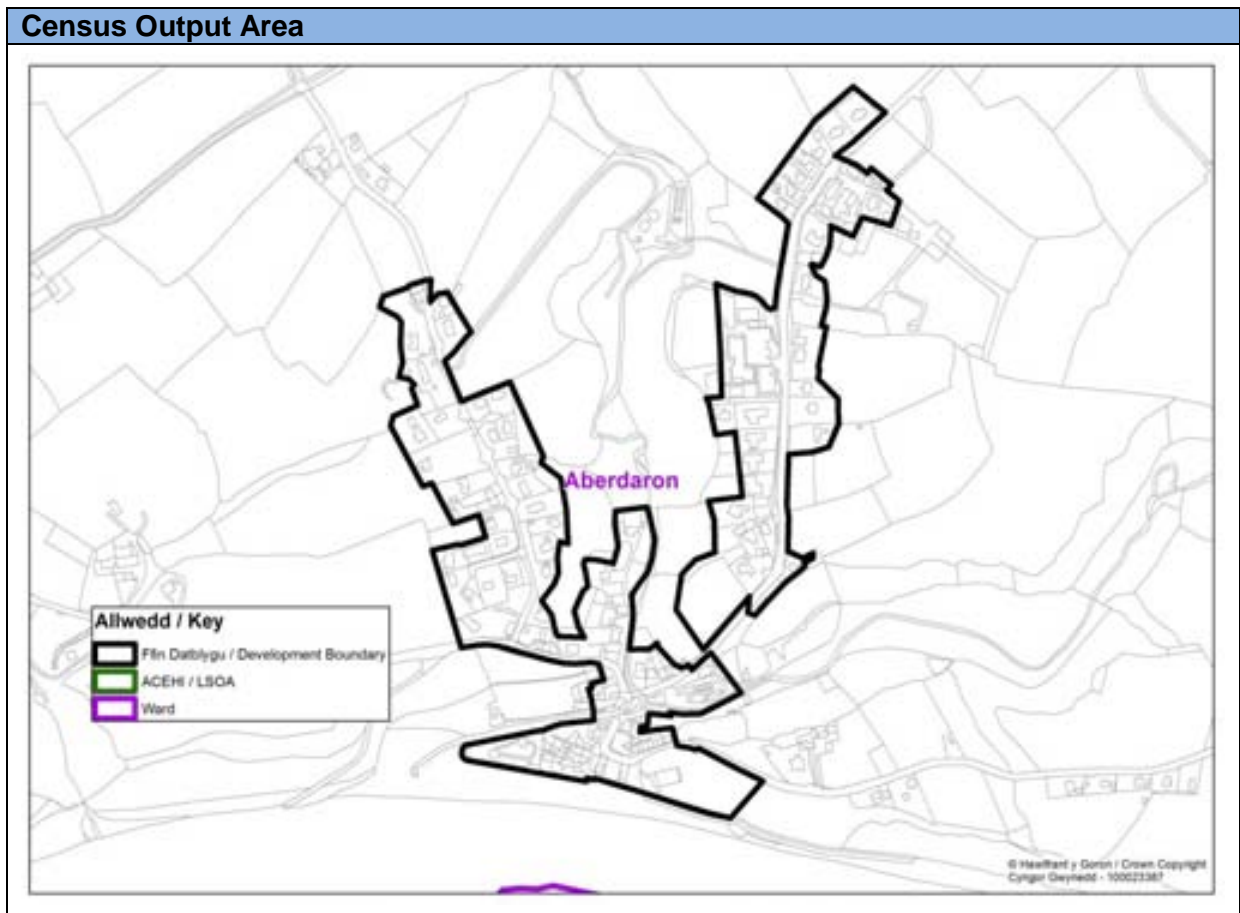 Census Output Area
Aberdaron
Allwedd / Key
Ffin Datblygu / Development Boundary
ACEHI / LSOA
Ward
© Hawlfraint y Goron / Crown Copyright
Cyngor Gwynedd - 100023387